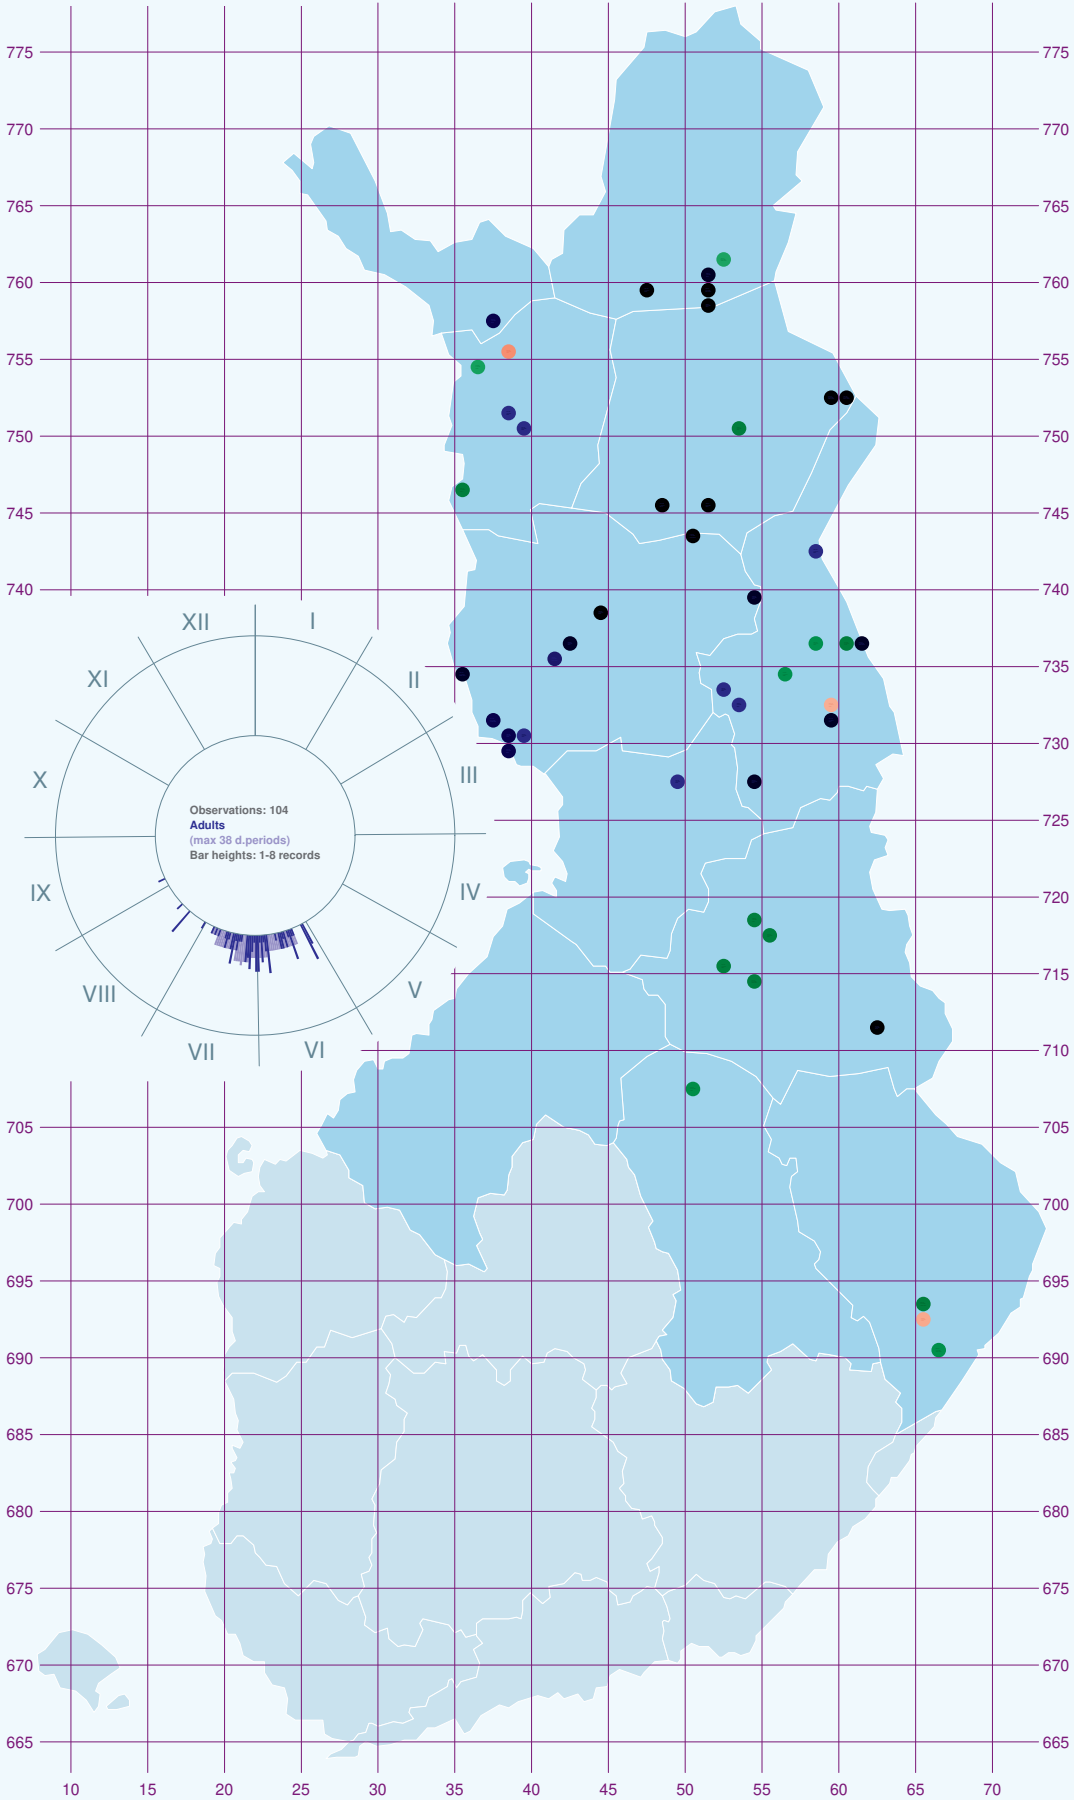 775 775
770 770
765 765
760 760
755 755
750 750
745 745
740 740
XII I
XI II
735
730
X III
Observations: 104
Adults
(max 38 d.periods)
Bar heights: 1-8 records
725
IX IV
720
VIII V
715
VII VI
710
705 705
700 700
695 695
690 690
685 685
680 680
675 675
670 670
665 665
10 15 20 25 30 35 40 45 50 55 60 65 70